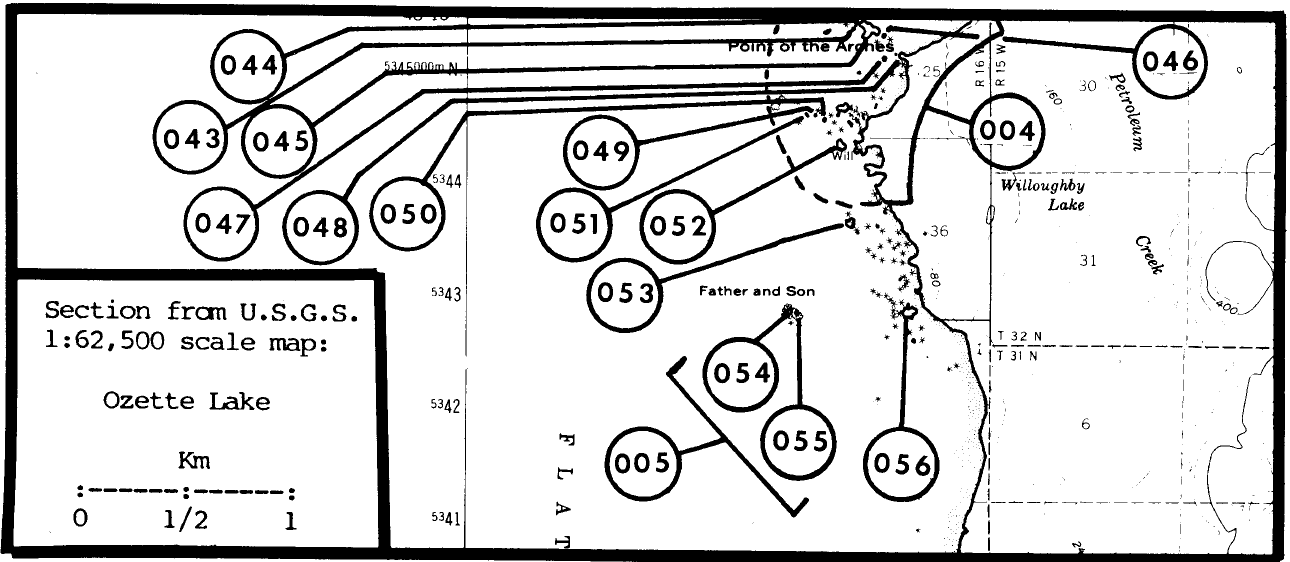 Point of the Arches
044
5345000m N
043
045
046
R 16 W
R 15 W
25
30
160
Petroleum
004
049
Will
5344
Willoughby
Lake
047
048
050
051
052
36
31
Creek
80
5343
053
Father and Son
400
Section from U.S.G.S.
1:62,500 scale map:
T 32 N
T 31 N
054
Ozette Lake
5342
6
055
F L A T
005
056
Km
0 1/2 1
5341